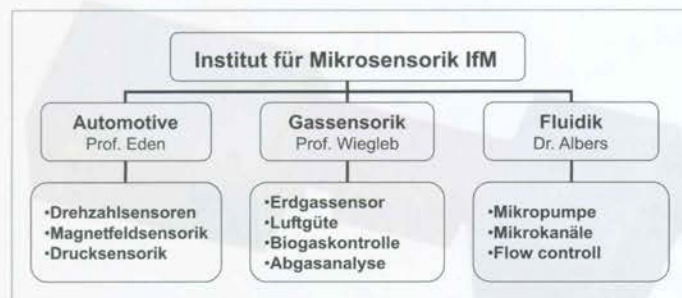 Institut für Mikrosensorik IfM
Automotive
Prof. Eden
Gassensorik
Prof. Wiegleb
Fluidik
Dr. Albers
•Drehzahlsensoren
•Magnetfeldsensorik
•Drucksensorik
•Erdgassensor
•Luftgüte
•Biogaskontrolle
•Abgasanalyse
•Mikropumpe
•Mikrokanäle
•Flow controll